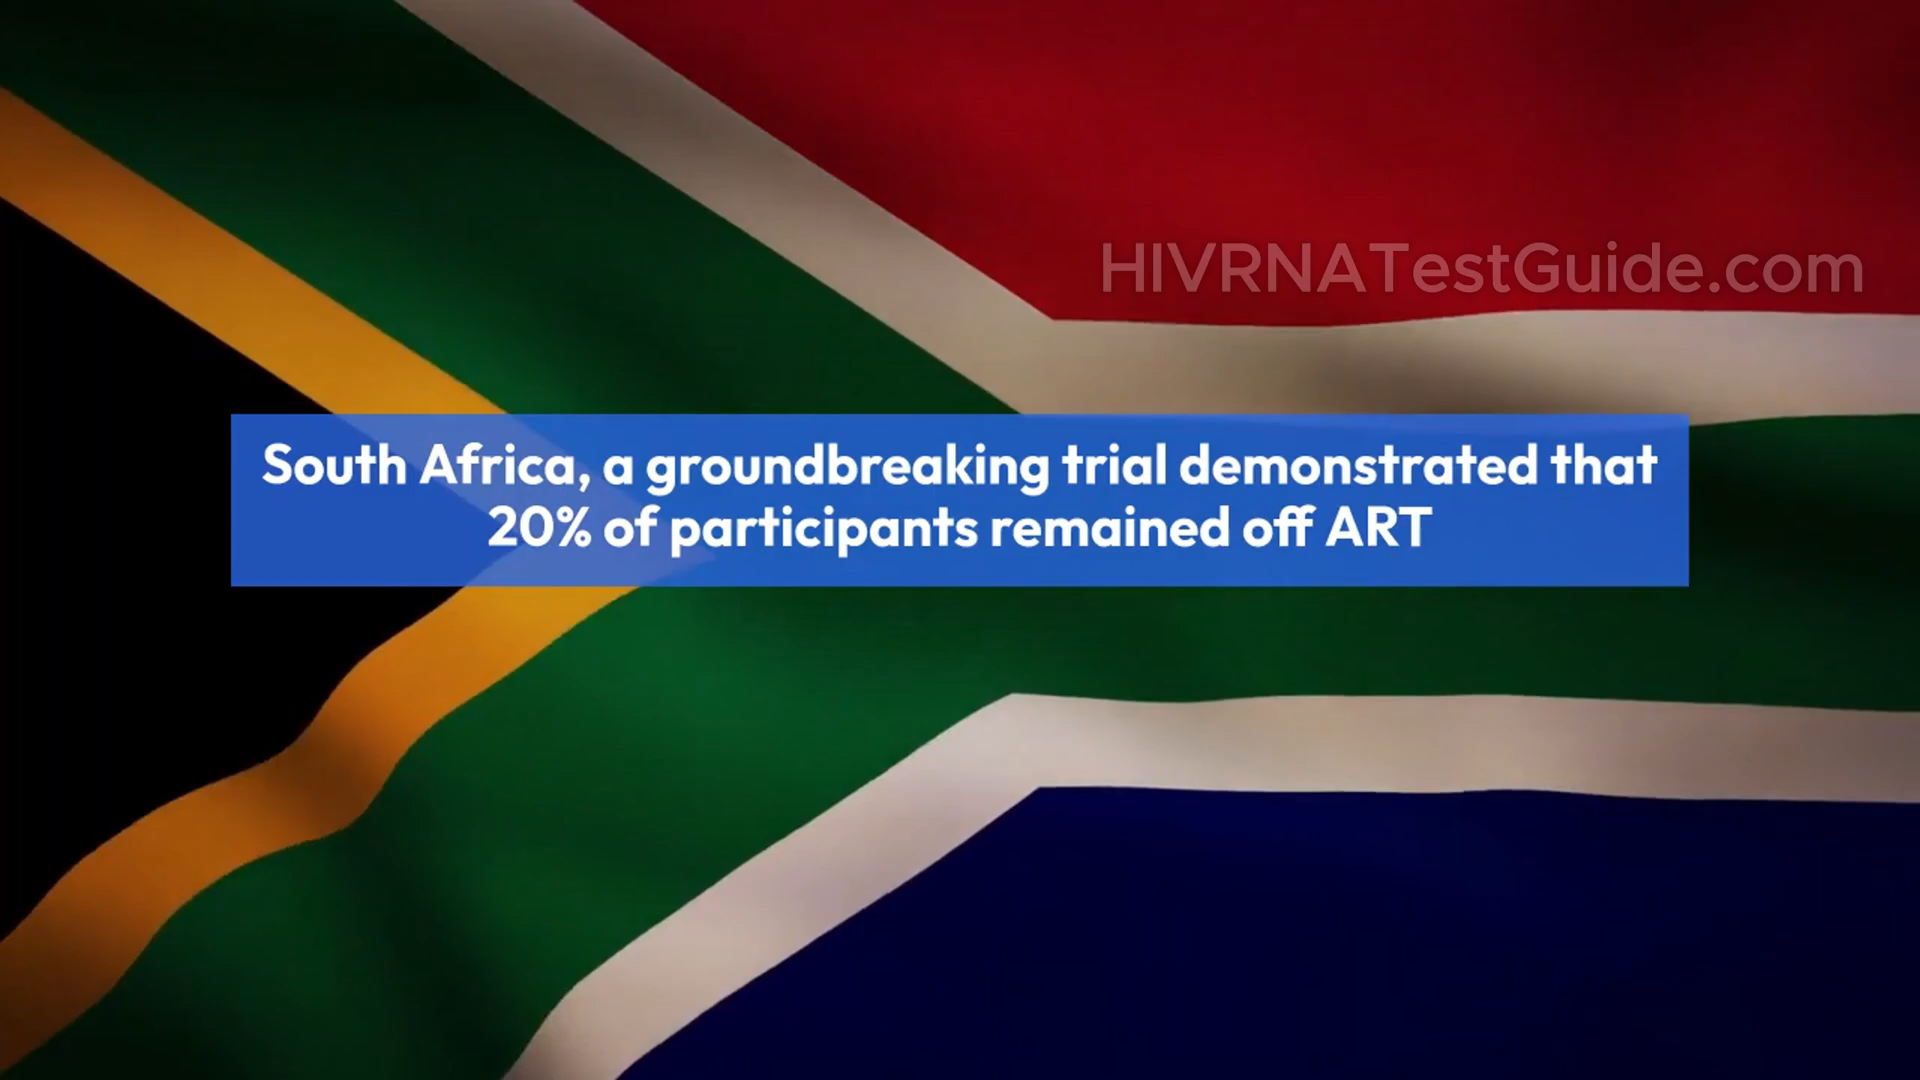 HIVRNATestGuide.com
South Africa, a groundbreaking trial demonstrated that
20% of participants remained off ART